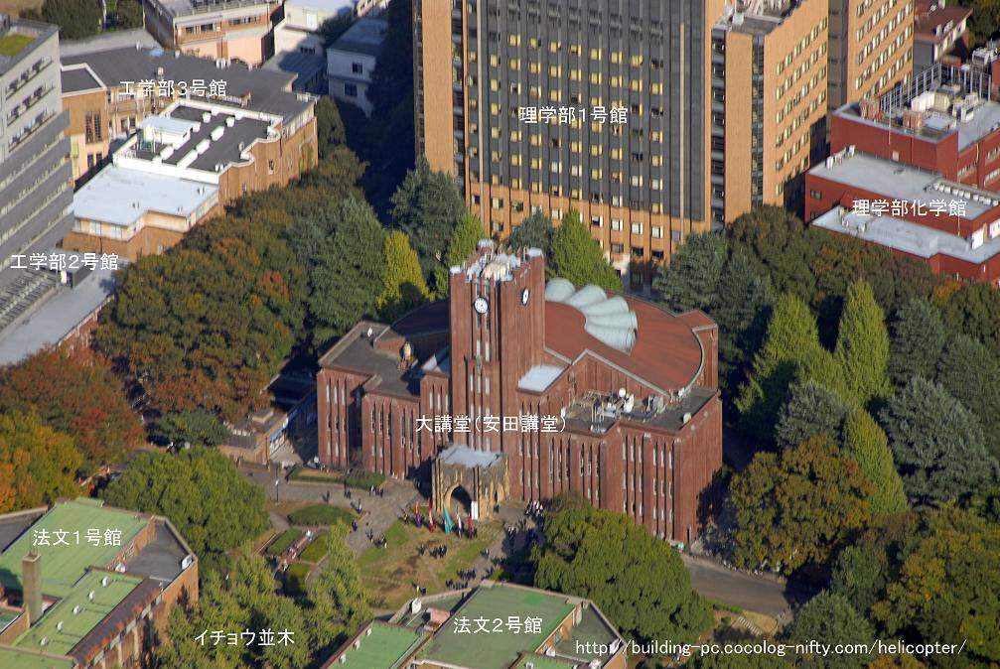 工学部３号館
理学部１号館
理学部化学館
工学部２号館
大講堂（安田講堂）
法文１号館
法文２号館
イチョウ並木
https://building-pc.cocolog-nifty.com/helicopter/